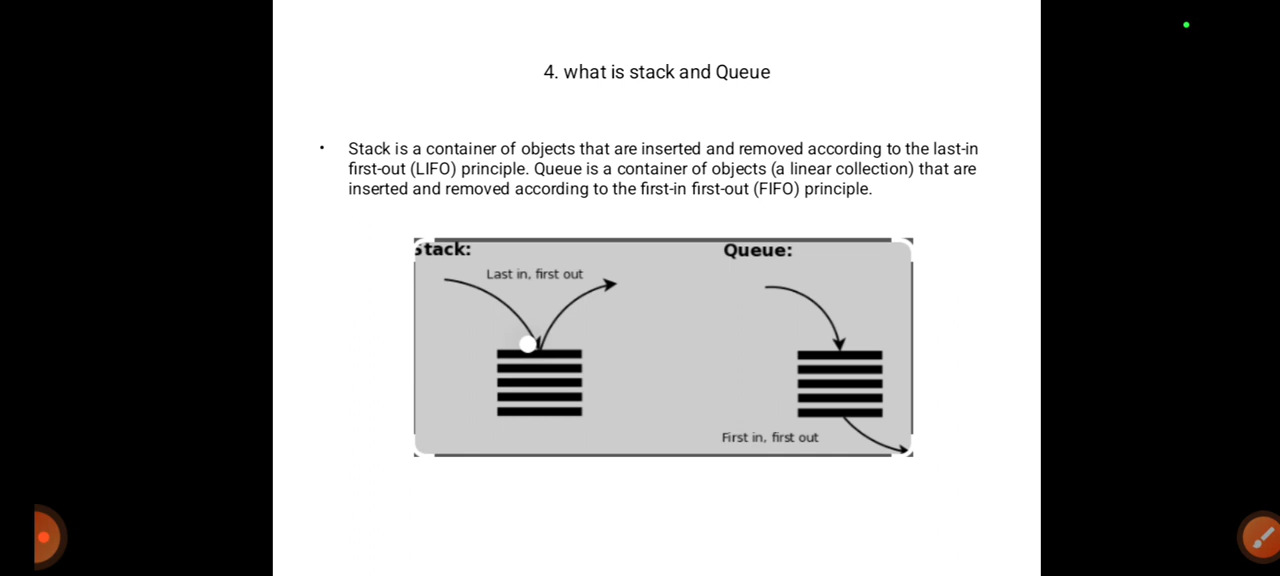 4. what is stack and Queue
• Stack is a container of objects that are inserted and removed according to the last-in
first-out (LIFO) principle. Queue is a container of objects (a linear collection) that are
inserted and removed according to the first-in first-out (FIFO) principle.
Stack:
Queue:
Last in, first out
First in, first out